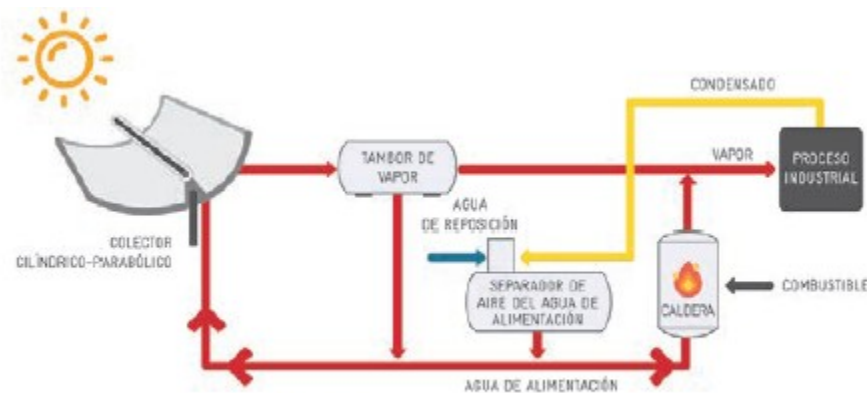 CONDENSADO
TAMBOR DE
VAPOR
VAPOR
PROCESO
INDUSTRIAL
AGUA
DE REPOSICIÓN
COLECTOR
CILÍNDRICO-PARABÓLICO
SEPARADOR DE
AIRE DEL AGUA DE
ALIMENTACIÓN
CALDERA
COMBUSTIBLE
AGUA DE ALIMENTACIÓN